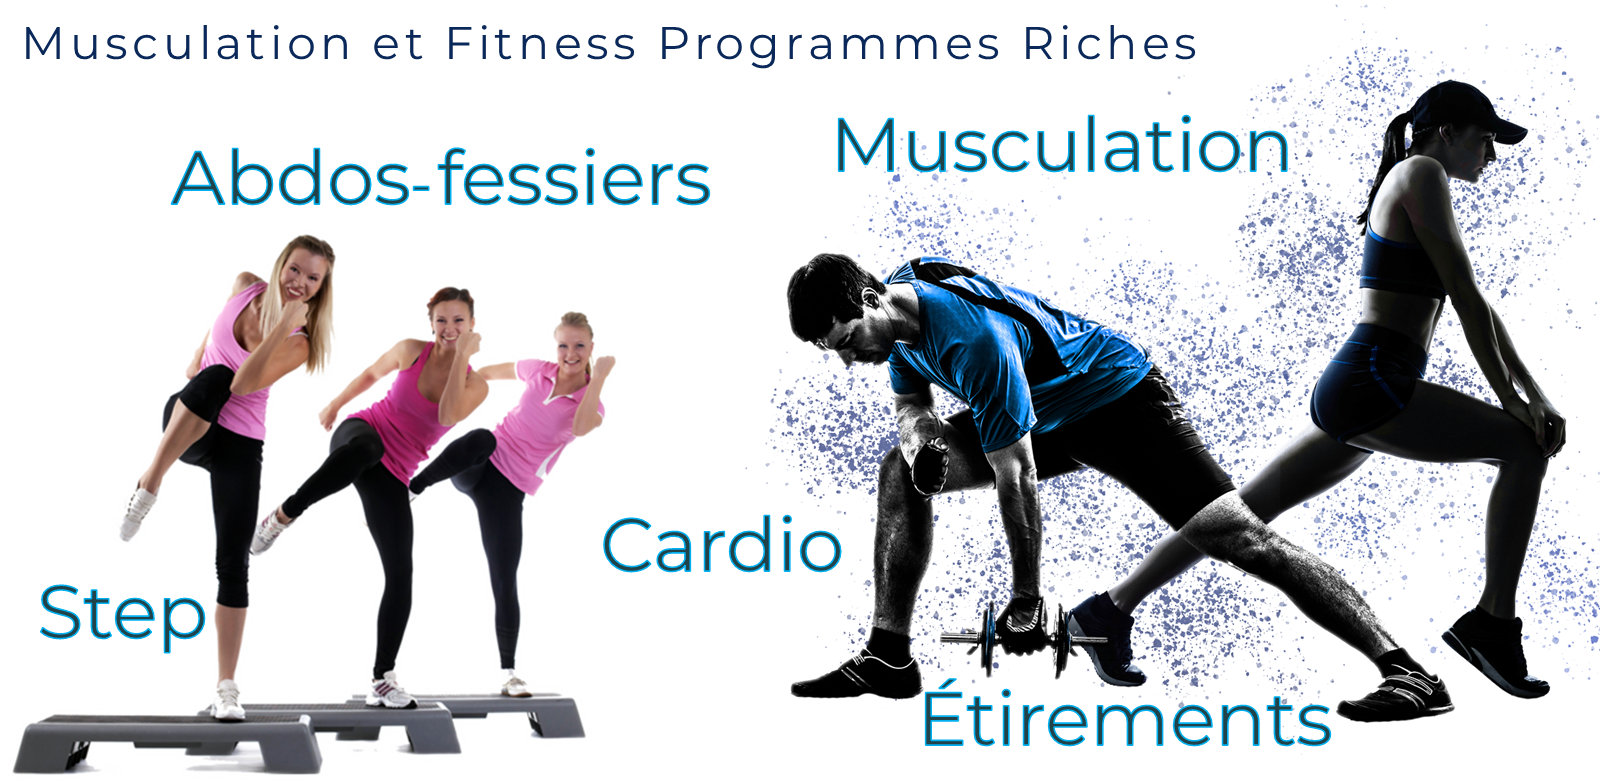 Musculation et Fitness Programmes Riches
Musculation
Abdos-fessiers
Cardio
Step
Étirements